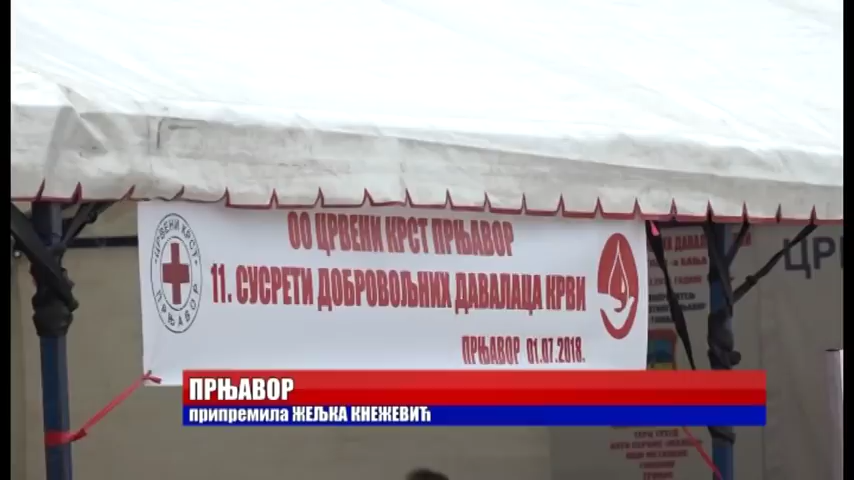 ОО ЦРВЕНИ КРСТ ПРЊАВОР
11. СУСРЕТИ ДОБРОВОЉНИХ ДАВАЛАЦА КРВИ
ПРЊАВОР 01.07.2018.
ЦРВЕНИ КРСТ
ПРЊАВОР
ЦР
ПРЊАВОР
припремила ЖЕЉКА КНЕЖЕВИЋ